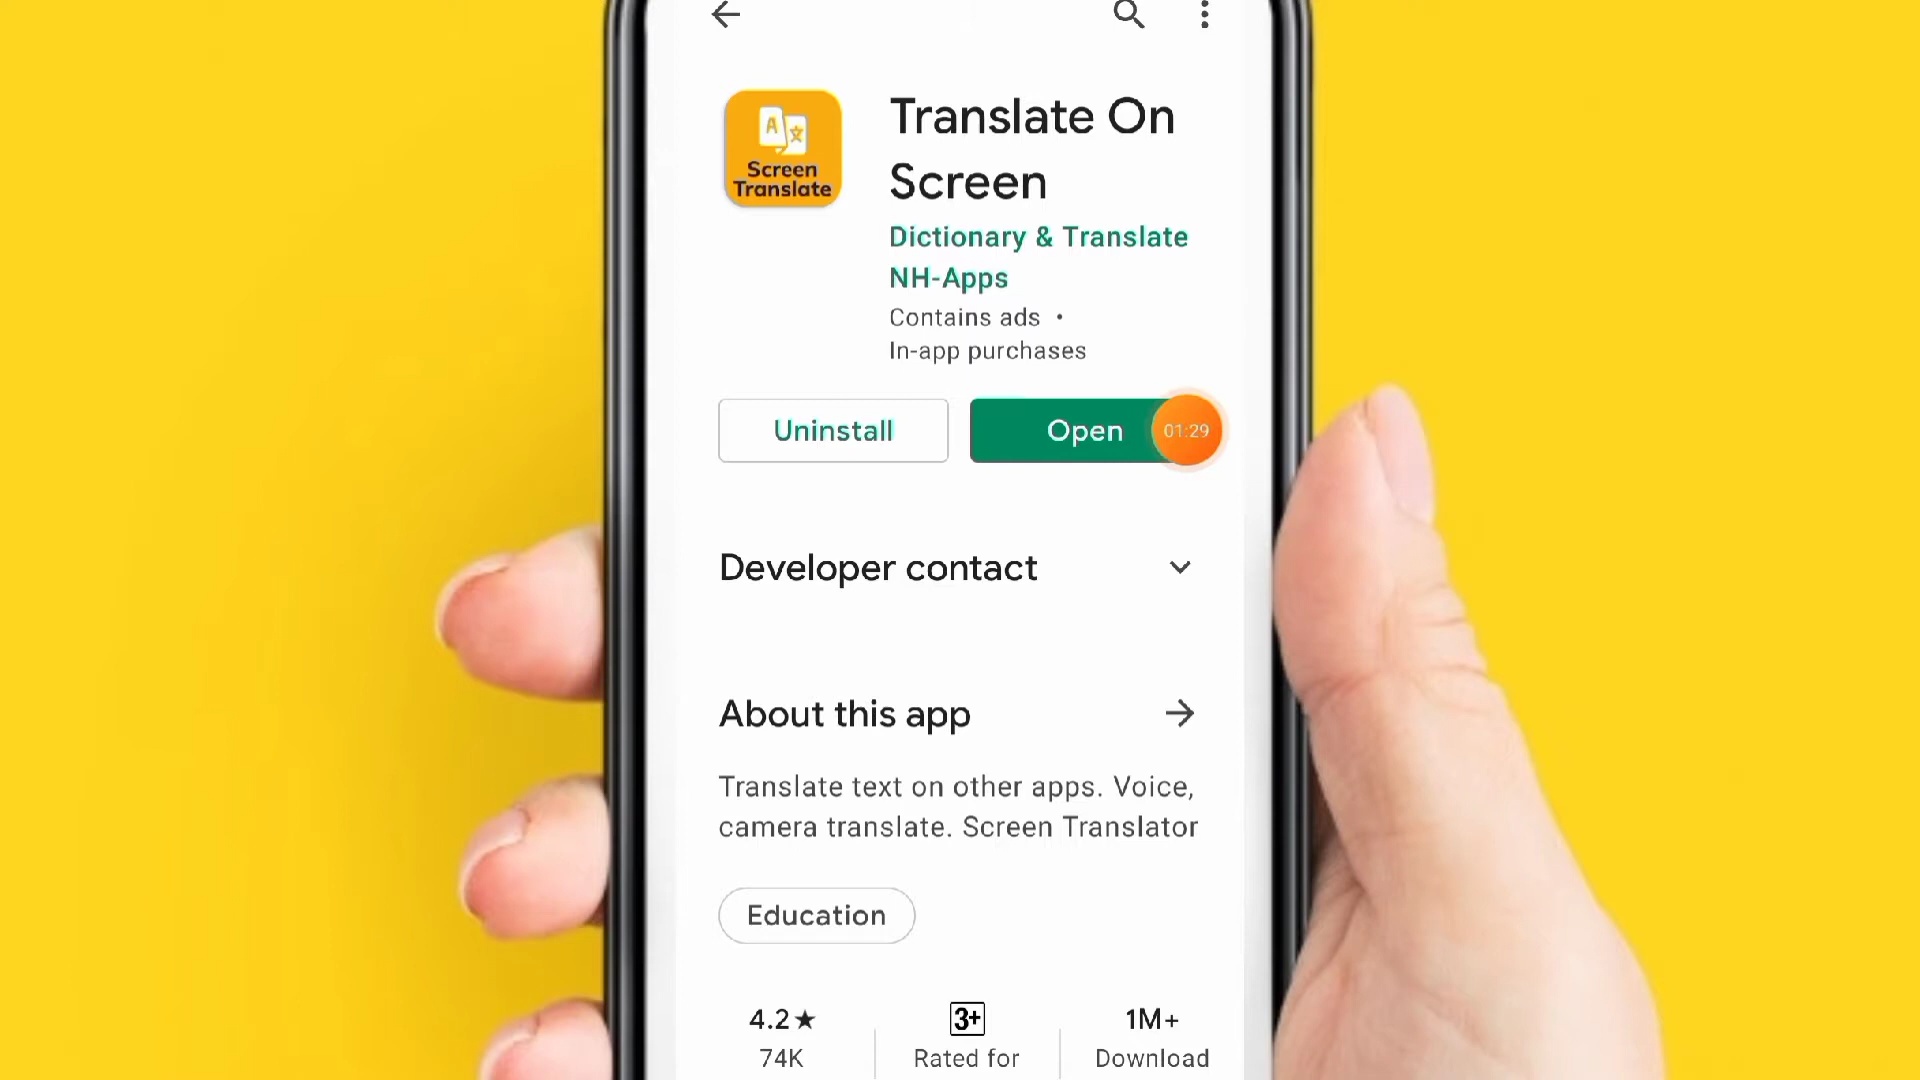 A
Screen
Translate
Translate On
Screen
Dictionary & Translate
NH-Apps
Contains ads •
In-app purchases
Uninstall
Open
01:29
Developer contact
About this app
Translate text on other apps. Voice,
camera translate. Screen Translator
Education
4.2★ 3+ 1M+
74K Rated for Download